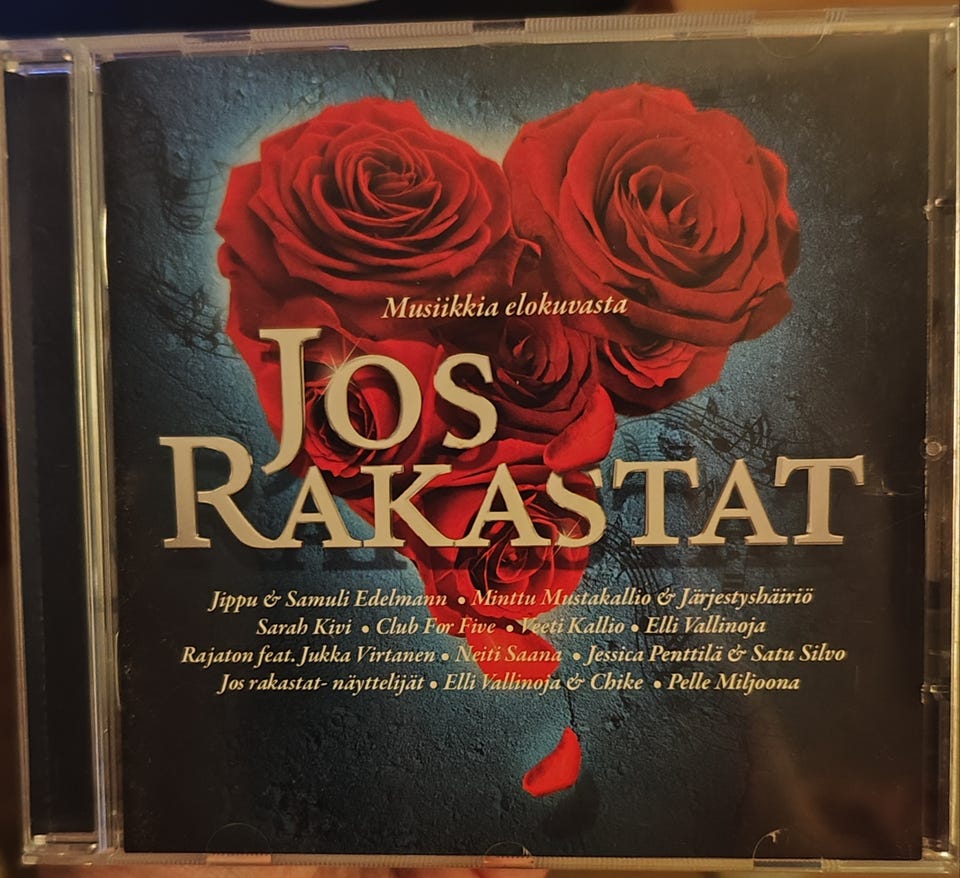 Musiikkia elokuvasta
JOS
RAKASTAT
Jippu & Samuli Edelmann • Minttu Mustakallio & Järjestyshäiriö
Sarah Kivi • Club For Five • Veeti Kallio • Elli Vallinoja
Rajaton feat. Jukka Virtanen • Neiti Saana • Jessica Penttilä & Satu Silvo
Jos rakastat- näyttelijät • Elli Vallinoja & Chike • Pelle Miljoona